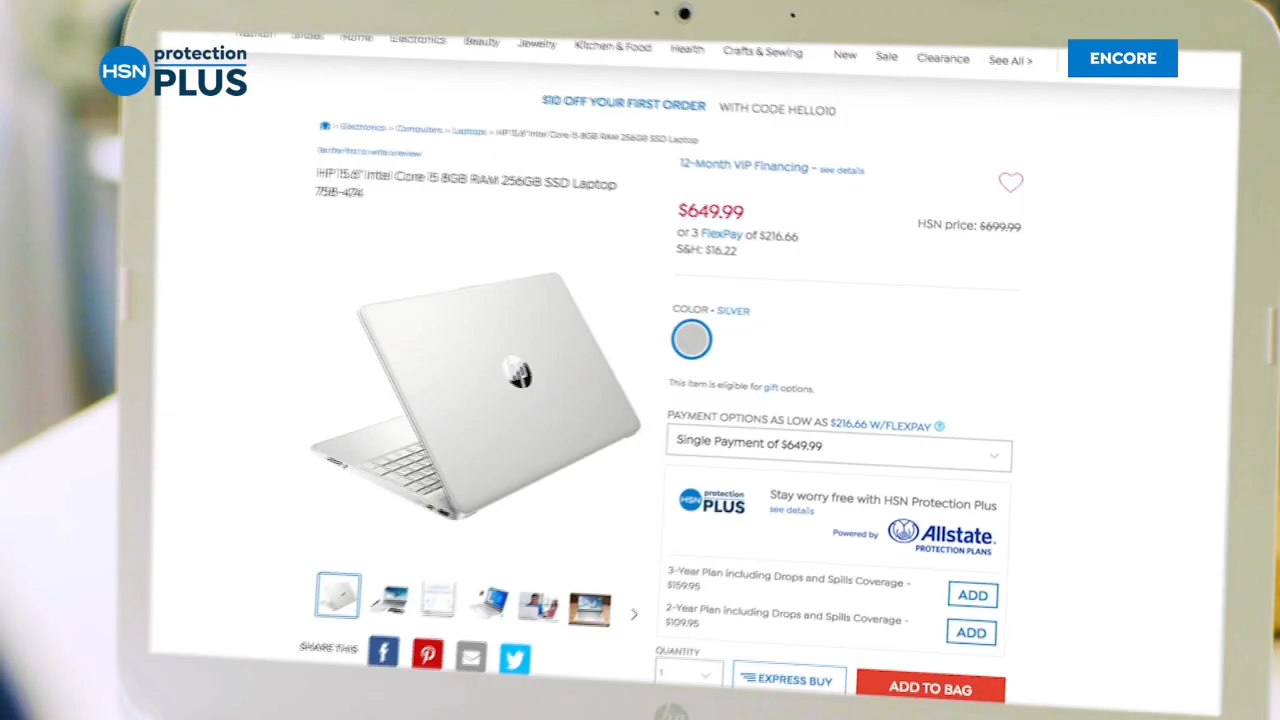 HSN protection PLUS
ENCORE
Fashion Shoes Home Electronics Beauty Jewelry Kitchen & Food Health Crafts & Sewing New Sale Clearance See All >
$10 OFF YOUR FIRST ORDER WITH CODE HELLO10
> Electronics > Computers > Laptops > HP 15.6" Intel Core i5 8GB RAM 256GB SSD Laptop
Be the first to write a review
HP 15.6" Intel Core i5 8GB RAM 256GB SSD Laptop
758-474
12-Month VIP Financing - see details
$649.99
HSN price: $699.99
or 3 FlexPay of $216.66
S&H: $16.22
COLOR • SILVER
This item is eligible for gift options.
PAYMENT OPTIONS AS LOW AS $216.66 W/FLEXPAY ?
Single Payment of $649.99
HSN protection PLUS
Stay worry free with HSN Protection Plus
see details
Powered by Allstate.
PROTECTION PLANS
3-Year Plan including Drops and Spills Coverage -
$159.95
ADD
2-Year Plan including Drops and Spills Coverage -
$109.95
ADD
SHARE THIS
QUANTITY
1
EXPRESS BUY
ADD TO BAG
hp